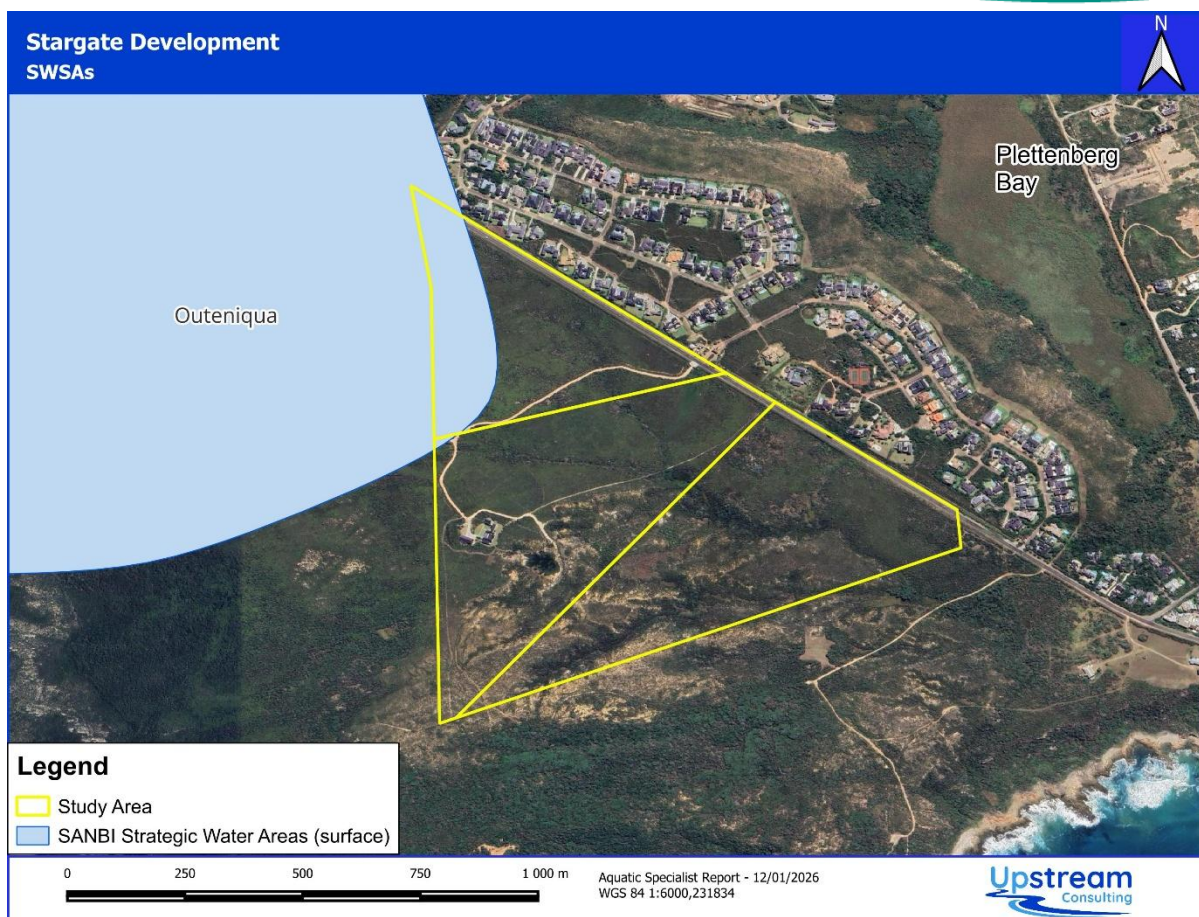 Stargate Development
SWSAs
N
Plettenberg
Bay
Outeniqua
Legend
Study Area
SANBI Strategic Water Areas (surface)
0 250 500 750 1 000 m
Aquatic Specialist Report - 12/01/2026
WGS 84 1:6000,231834
Upstream
Consulting